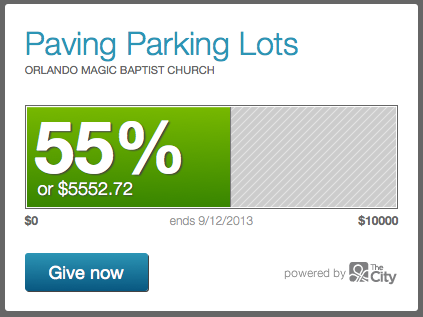 Paving Parking Lots
ORLANDO MAGIC BAPTIST CHURCH
55%
or $5552.72
$0 ends 9/12/2013 $10000
Give now
powered by The City